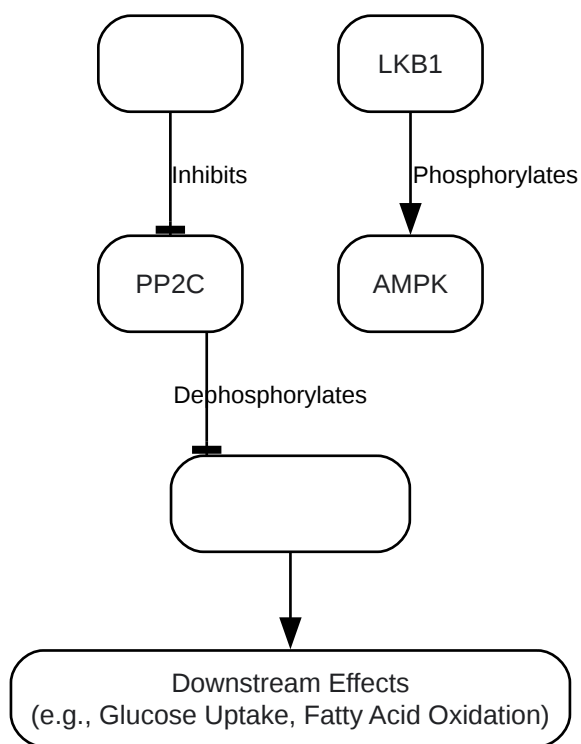 LKB1
Inhibits
Phosphorylates
PP2C
AMPK
Dephosphorylates
Downstream Effects
(e.g., Glucose Uptake, Fatty Acid Oxidation)